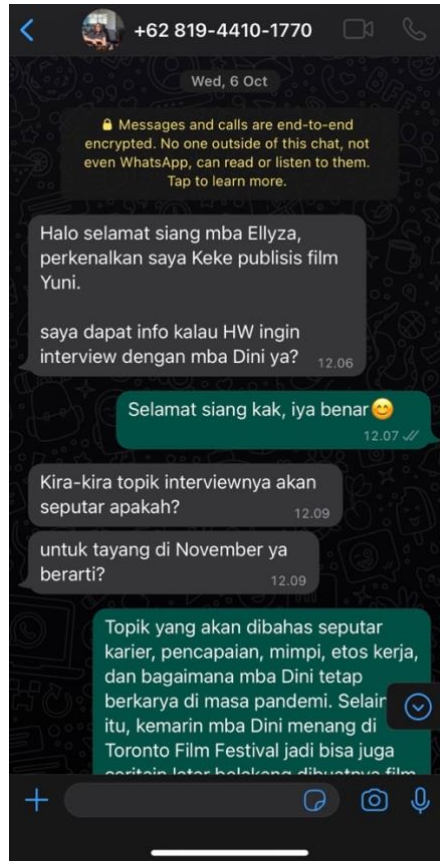 +62 819-4410-1770
Wed, 6 Oct
Messages and calls are end-to-end
encrypted. No one outside of this chat, not
even WhatsApp, can read or listen to them.
Tap to learn more.
Halo selamat siang mba Ellyza,
perkenalkan saya Keke publisis film
Yuni.
saya dapat info kalau HW ingin
interview dengan mba Dini ya?
12.06
Selamat siang kak, iya benar😊
12.07
Kira-kira topik interviewnya akan
seputar apakah?
12.09
untuk tayang di November ya
berarti?
12.09
Topik yang akan dibahas seputar
karier, pencapaian, mimpi, etos kerja,
dan bagaimana mba Dini tetap
berkarya di masa pandemi. Selain
itu, kemarin mba Dini menang di
Toronto Film Festival jadi bisa juga
ceritain latar belakang dibuatnya film